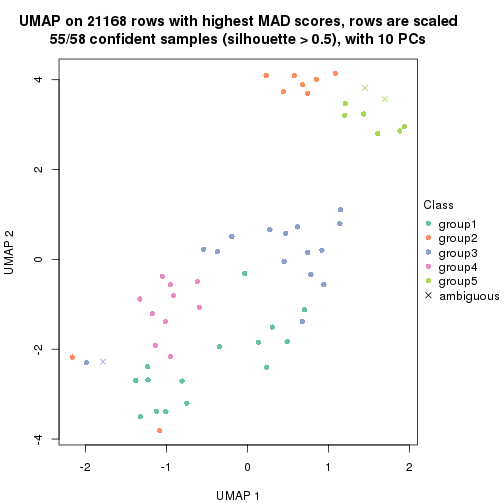 UMAP on 21168 rows with highest MAD scores, rows are scaled
55/58 confident samples (silhouette > 0.5), with 10 PCs
4
2
0
-2
-4
UMAP 2
-2
-1
0
1
2
UMAP 1
Class
group1
group2
group3
group4
group5
ambiguous